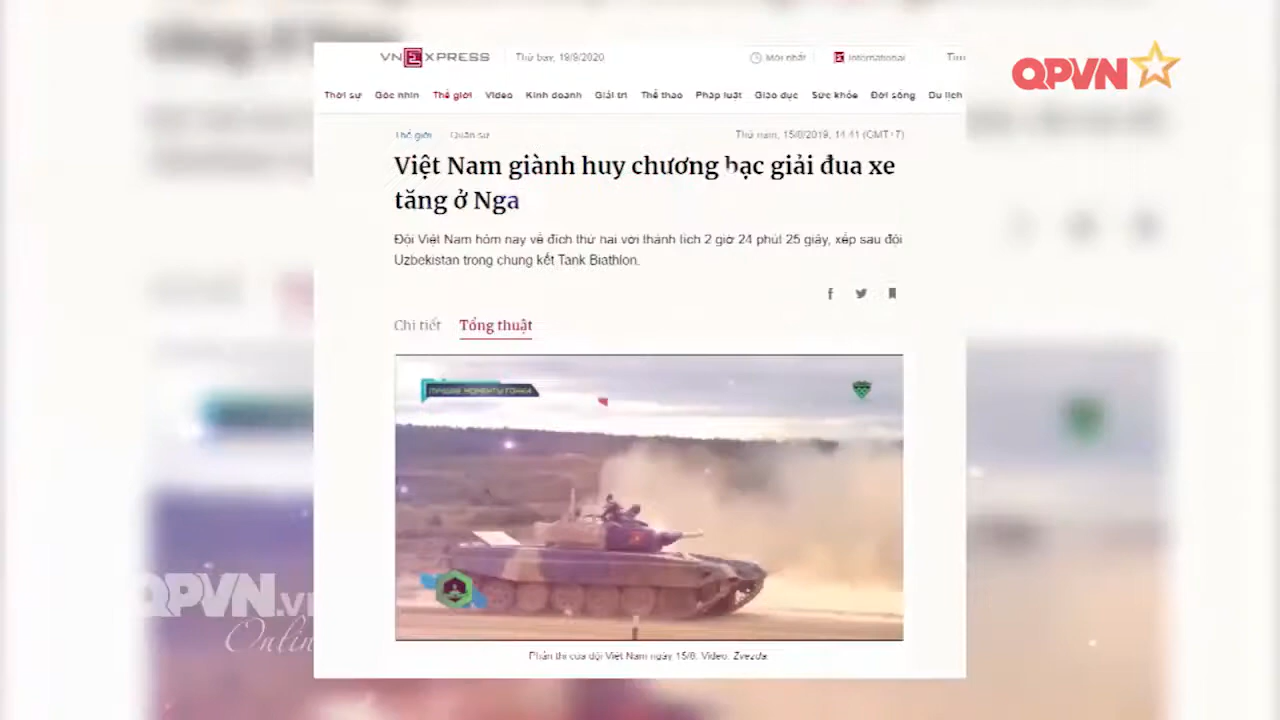 VNEXPRESS
Thứ bảy, 19/9/2020
Mới nhất
International
QPVN
Thời sự Góc nhìn Thế giới Video Kinh doanh Giải trí Thể thao Pháp luật Giáo dục Sức khỏe Đời sống Du lịch
Thế giới Quân sự
Thứ năm, 15/8/2019, 14:41 (GMT+7)
Việt Nam giành huy chương bạc giải đua xe
tăng ở Nga
Đội Việt Nam hôm nay về đích thứ hai với thành tích 2 giờ 24 phút 25 giây, xếp sau đội
Uzbekistan trong chung kết Tank Biathlon.
Chi tiết Tổng thuật
ЛУЧШИЕ МОМЕНТЫ ГОНКИ
QPVN.vn
Phần thi của đội Việt Nam ngày 15/8. Video: Zvezda.